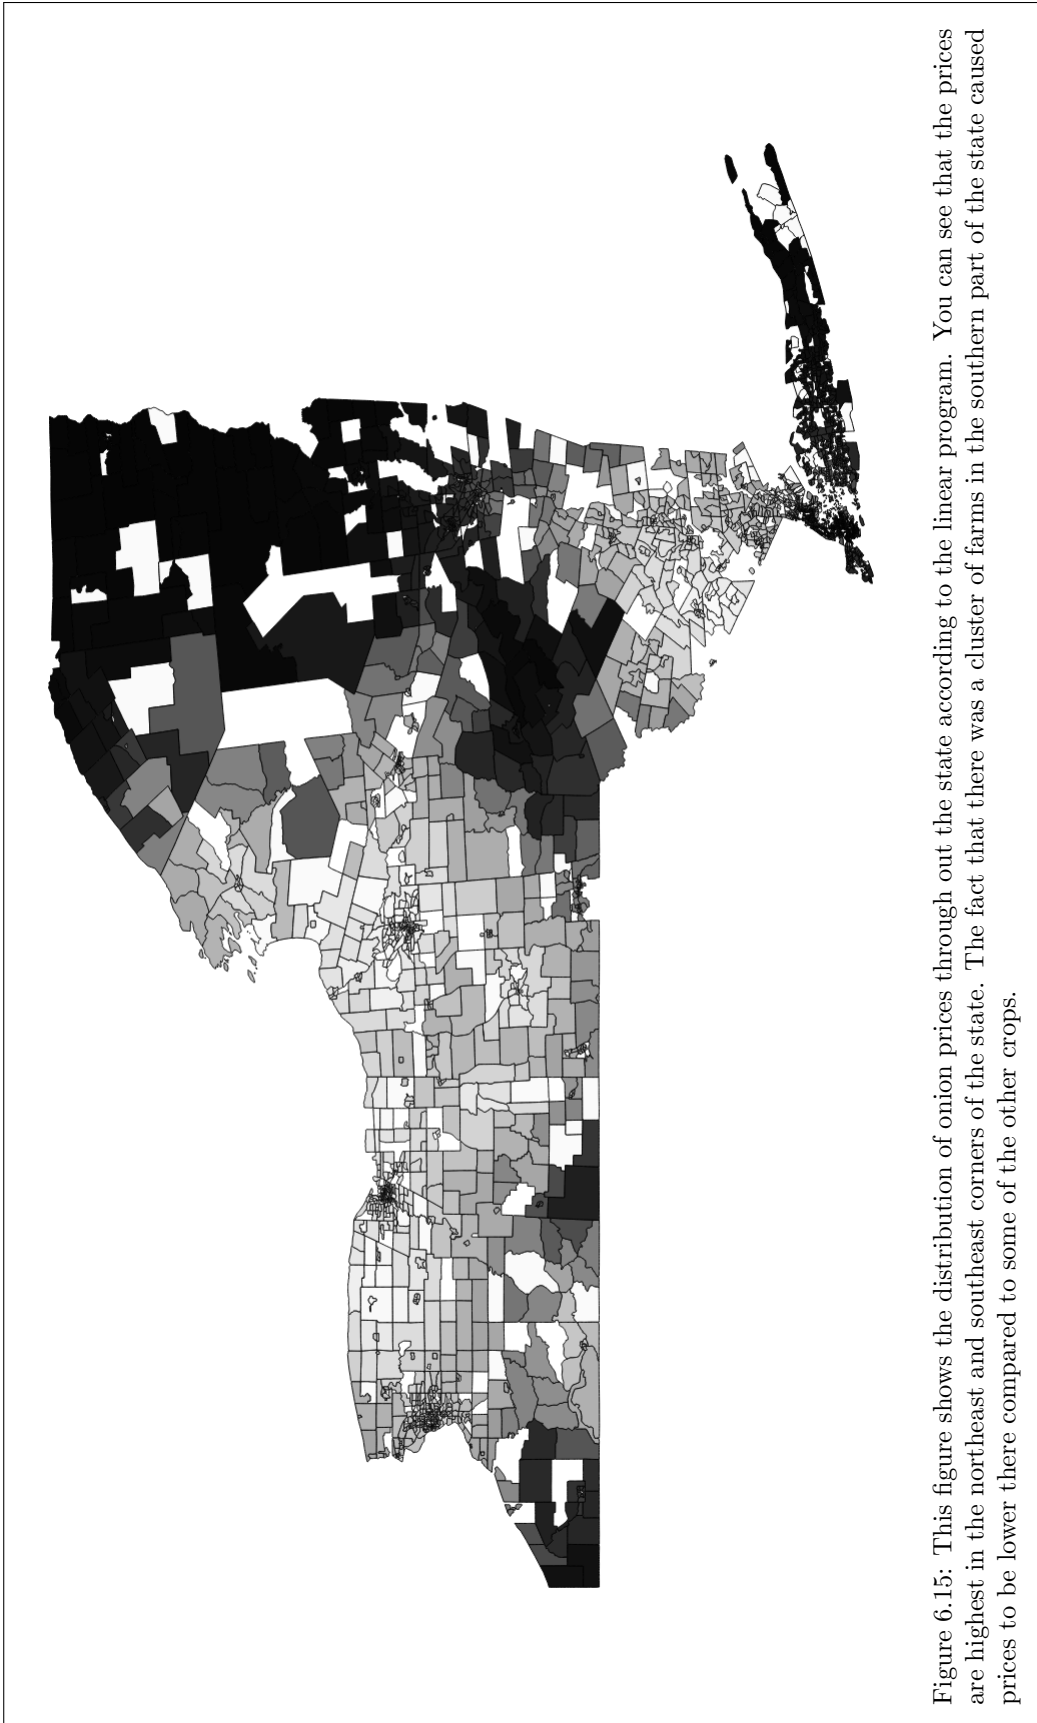 Figure 6.15: This figure shows the distribution of onion prices through out the state according to the linear program. You can see that the prices
are highest in the northeast and southeast corners of the state. The fact that there was a cluster of farms in the southern part of the state caused
prices to be lower there compared to some of the other crops.